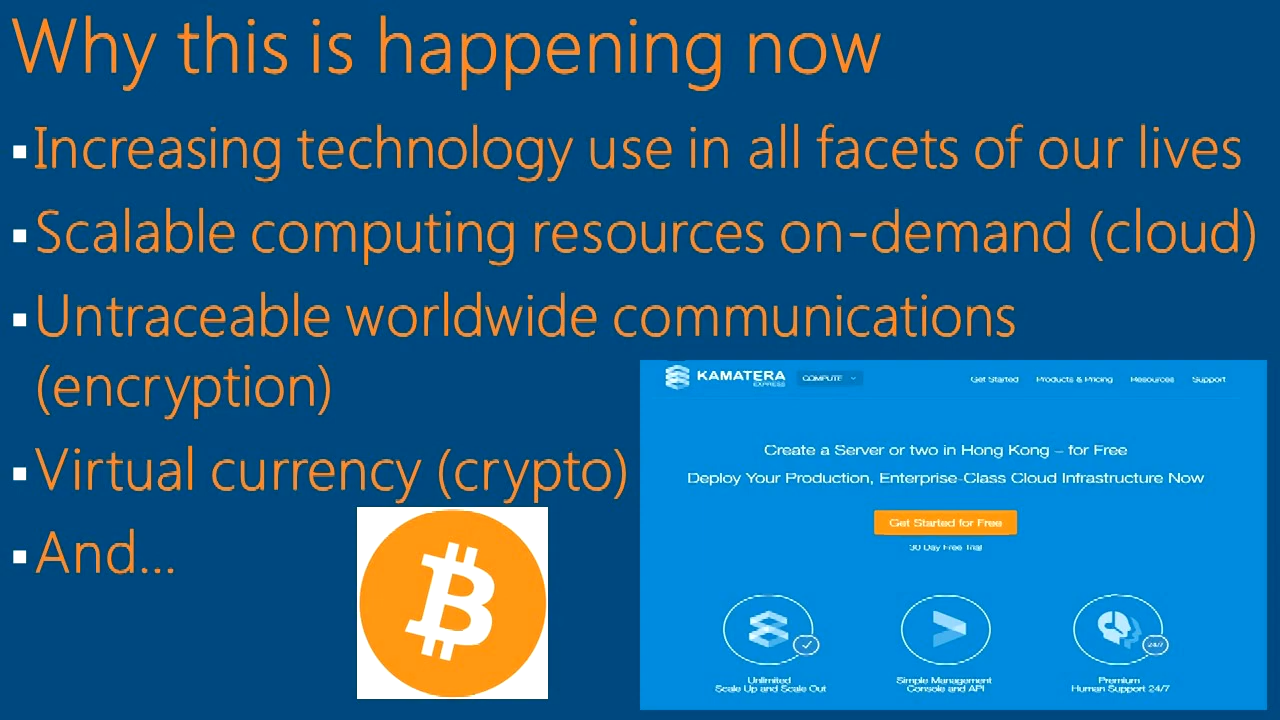 Why this is happening now
▪Increasing technology use in all facets of our lives
▪Scalable computing resources on-demand (cloud)
▪Untraceable worldwide communications
(encryption)
▪Virtual currency (crypto)
▪And...
KAMATERA
EXPRESS
COMPUTE
Get Started Products & Pricing Resources Support
Create a Server or two in Hong Kong – for Free
Deploy Your Production, Enterprise-Class Cloud Infrastructure Now
Get Started for Free
30 Day Free Trial
24/7
Unlimited
Scale Up and Scale Out
Simple Management
Console and API
Premium
Human Support 24/7